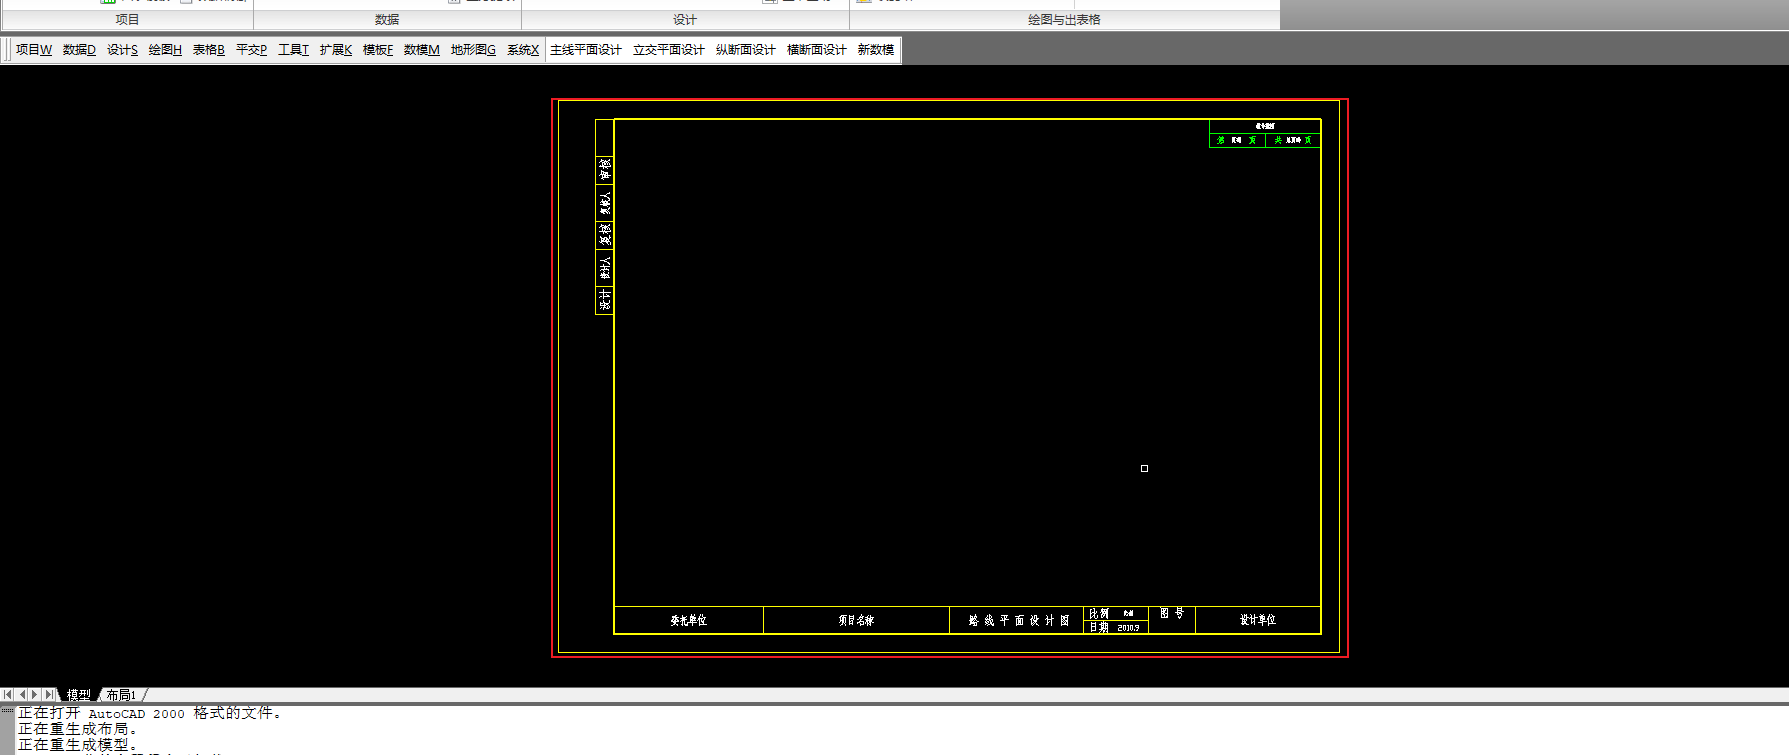 项目 数据 设计 绘图与出表格
项目W 数据D 设计S 绘图H 表格B 平交P 工具T 扩展K 模板F 数模M 地形图G 系统X 主线平面设计 立交平面设计 纵断面设计 横断面设计 新数模
第 页 共 页
审核
复核人
复核
设计人
设计
委托单位 项目名称 路线平面设计图 比例 图号 设计单位
日期 2010.9
模型 布局1
正在打开 AutoCAD 2000 格式的文件。
正在重生成布局。
正在重生成模型。